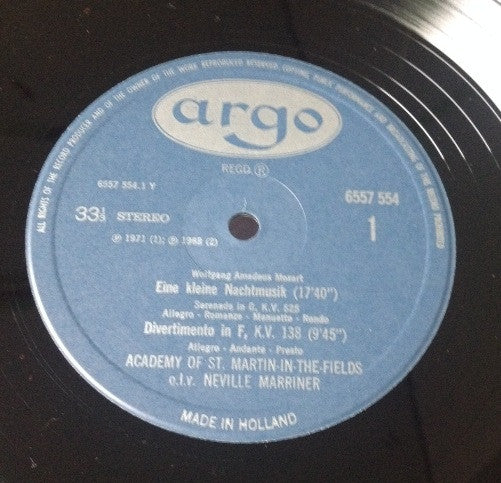 ALL RIGHTS OF THE RECORD PRODUCER AND OF THE OWNER OF THE WORK REPRODUCED RESERVED. COPYING, PUBLIC PERFORMANCE AND BROADCASTING OF THIS RECORD PROHIBITED
argo
REGD ®
6557 554.1 Y
6557 554
33⅓ STEREO
1
℗ 1971 (1); ℗ 1968 (2)
Wolfgang Amadeus Mozart
Eine kleine Nachtmusik (17'40")
Serenade in G, K.V. 525
Allegro - Romanze - Menuetto - Rondo
Divertimento in F, K.V. 138 (9'45")
Allegro - Andante - Presto
ACADEMY OF ST. MARTIN-IN-THE-FIELDS
o.l.v. NEVILLE MARRINER
MADE IN HOLLAND